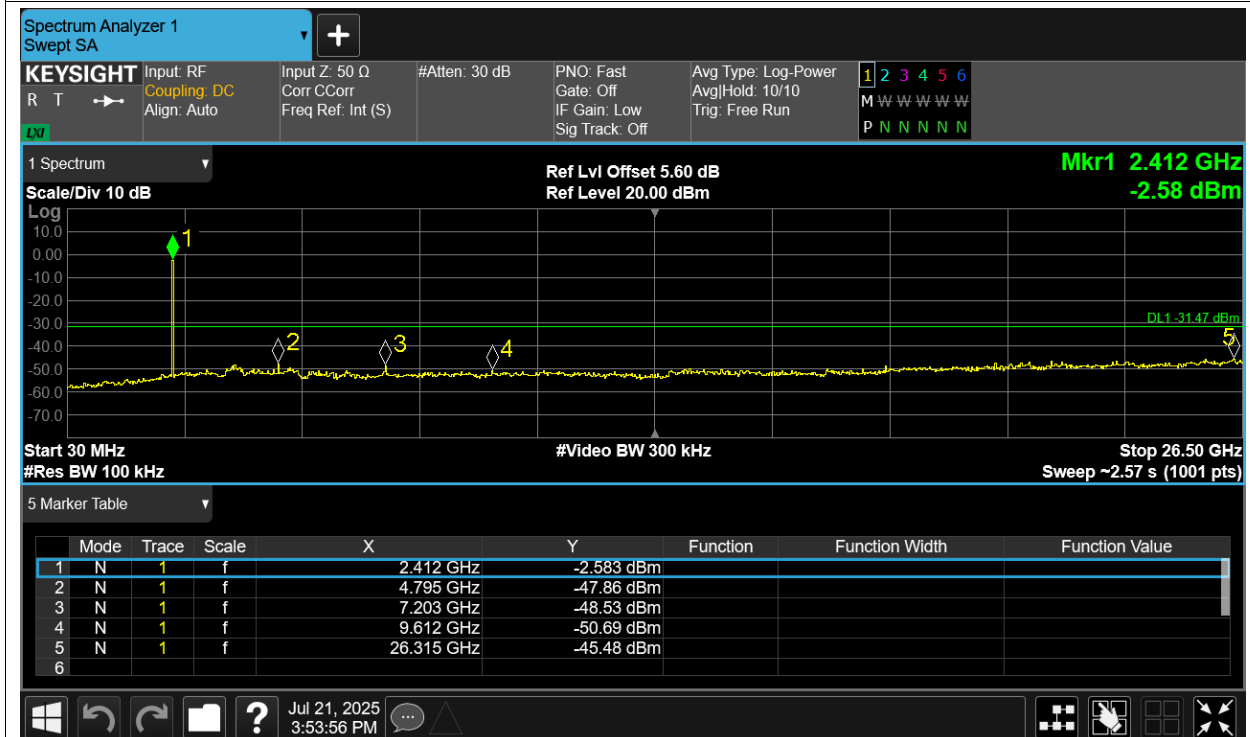 Spectrum Analyzer 1
Swept SA
+
KEYSIGHT Input: RF Input Z: 50 Ω #Atten: 30 dB PNO: Fast Avg Type: Log-Power 1 2 3 4 5 6
R T Coupling: DC Corr CCorr Gate: Off Avg|Hold: 10/10 M W W W W W
Align: Auto Freq Ref: Int (S) IF Gain: Low Trig: Free Run
LXI Sig Track: Off P N N N N N
1 Spectrum Ref Lvl Offset 5.60 dB Mkr1 2.412 GHz
Scale/Div 10 dB Ref Level 20.00 dBm -2.58 dBm
Log
10.0 1
0.00
-10.0
-20.0
-30.0 DL1 -31.47 dBm
-40.0 2 3 4 5
-50.0
-60.0
-70.0
Start 30 MHz #Video BW 300 kHz Stop 26.50 GHz
#Res BW 100 kHz Sweep ~2.57 s (1001 pts)
5 Marker Table
Mode Trace Scale X Y Function Function Width Function Value
1 N 1 f 2.412 GHz -2.583 dBm
2 N 1 f 4.795 GHz -47.86 dBm
3 N 1 f 7.203 GHz -48.53 dBm
4 N 1 f 9.612 GHz -50.69 dBm
5 N 1 f 26.315 GHz -45.48 dBm
6
? Jul 21, 2025
3:53:56 PM